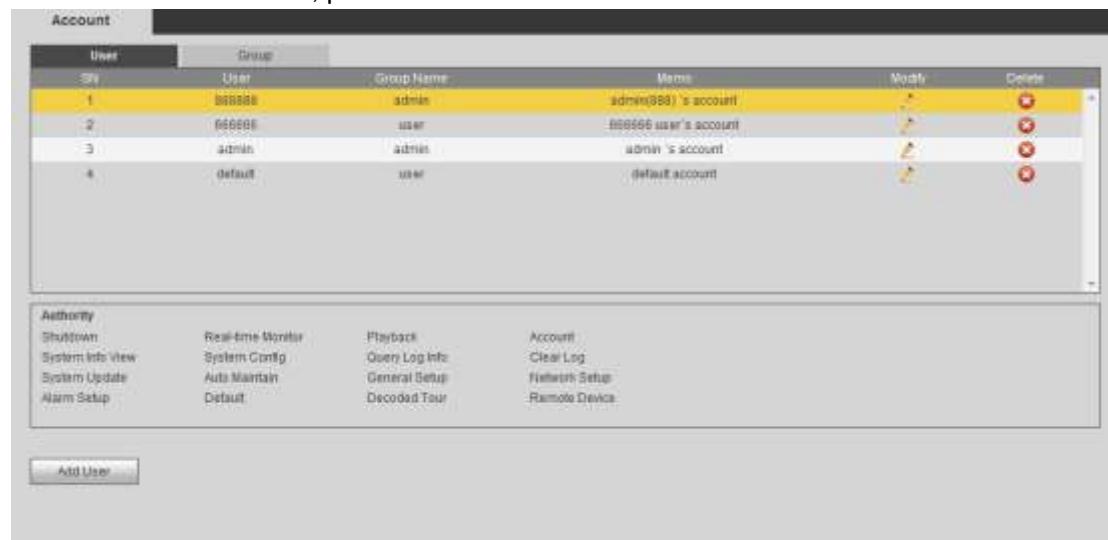 Account
User Group
SN User Group Name Memo Modify Delete
1 888888 admin admin(888) 's account
2 666666 user 666666 user's account
3 admin admin admin 's account
4 default user default account
Authority
Shutdown Real-time Monitor Playback Account
System Info View System Config Query Log Info Clear Log
System Update Auto Maintain General Setup Network Setup
Alarm Setup Default Decoded Tour Remote Device
Add User